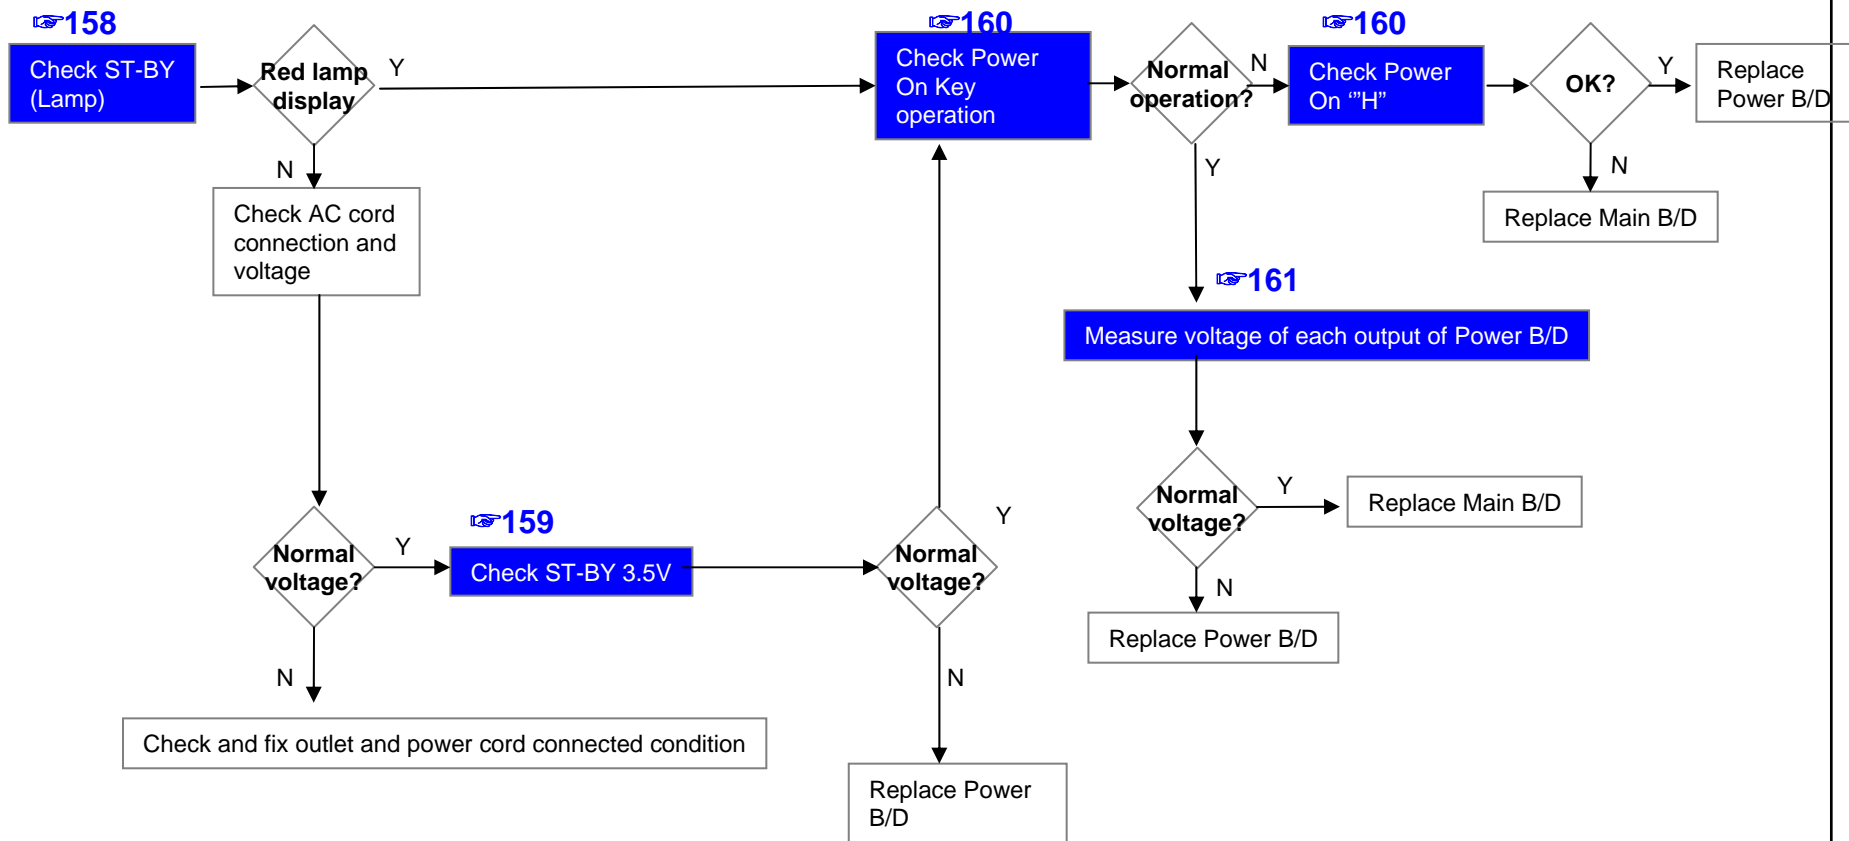 ☞158
Check ST-BY
(Lamp)
Red lamp
display
Y
N
☞160
Check Power
On Key
operation
Normal
operation?
N
Y
☞160
Check Power
On ‘”H”
OK?
Y
N
Replace
Power B/D
Replace Main B/D
Check AC cord
connection and
voltage
☞161
Measure voltage of each output of Power B/D
Normal
voltage?
Y
N
Replace Main B/D
Replace Power B/D
Normal
voltage?
Y
N
☞159
Check ST-BY 3.5V
Normal
voltage?
Y
N
Check and fix outlet and power cord connected condition
Replace Power
B/D